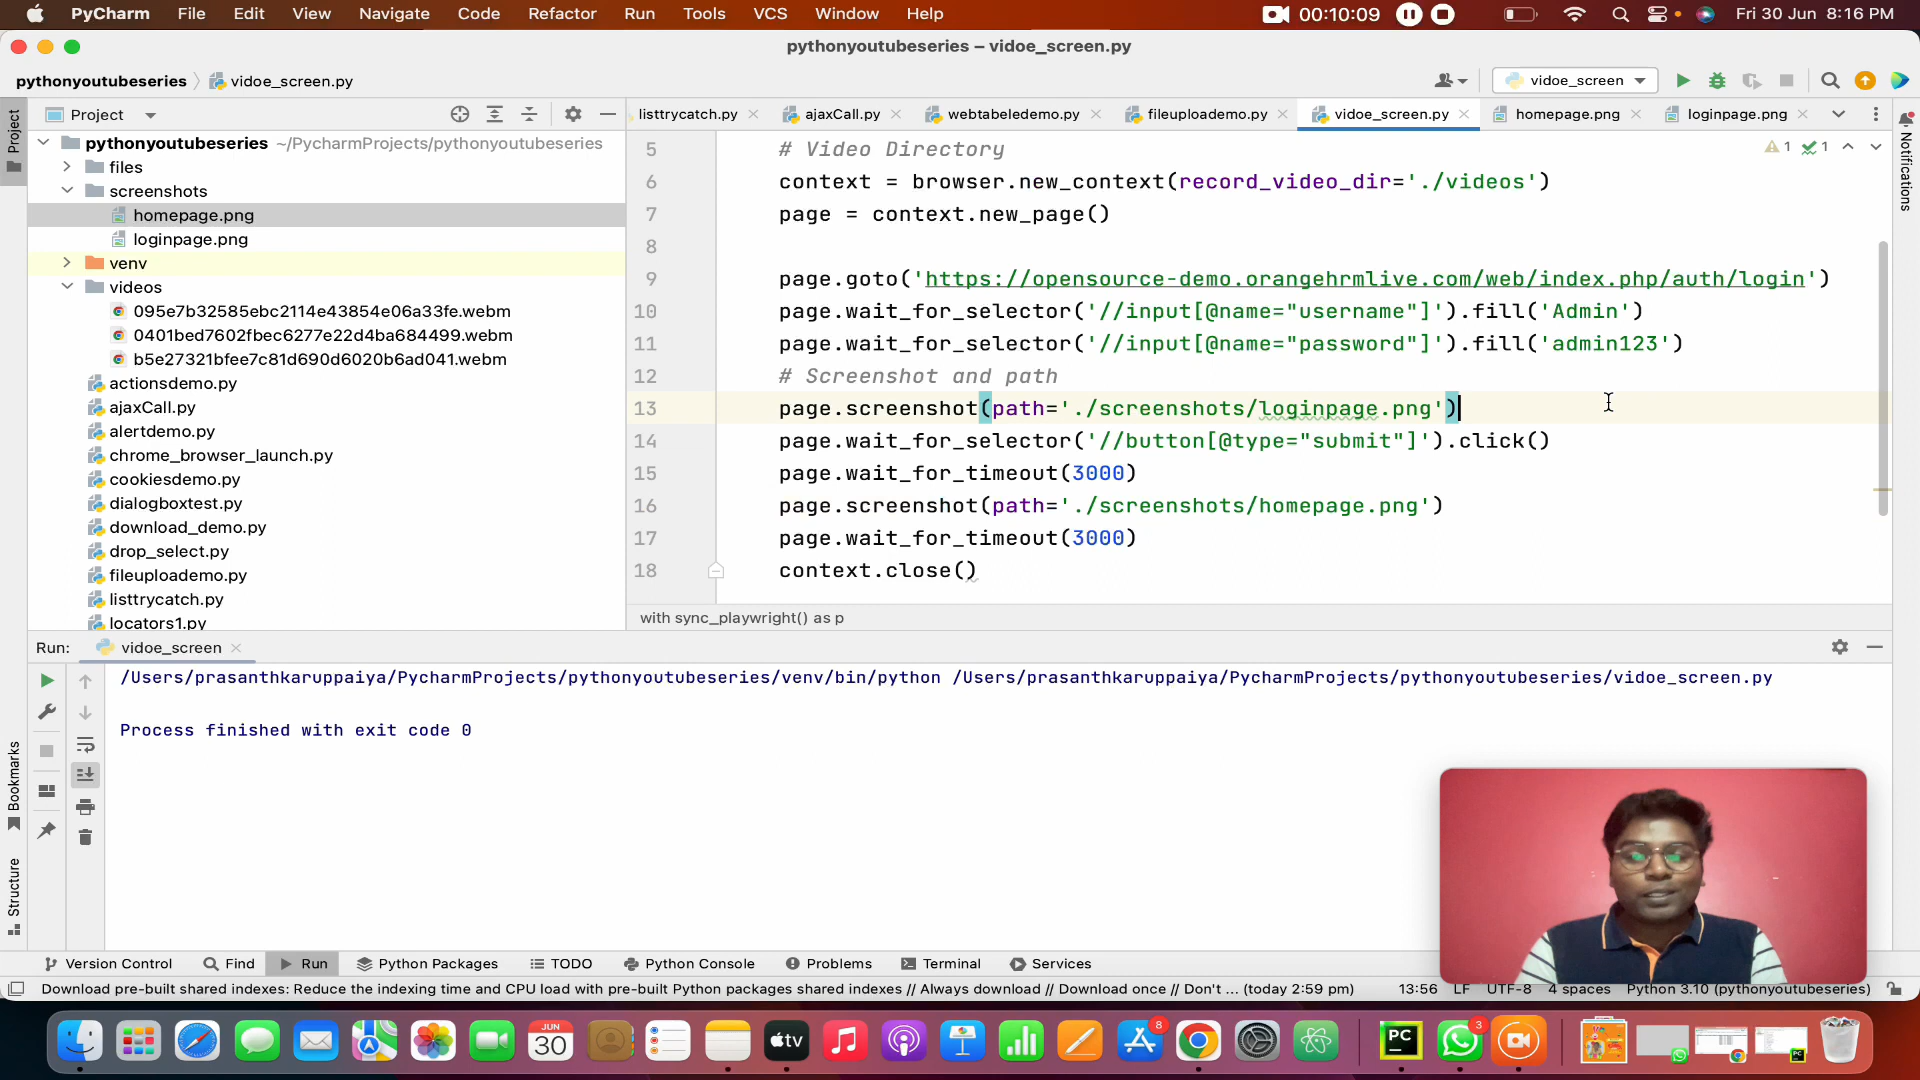 PyCharm File Edit View Navigate Code Refactor Run Tools VCS Window Help 00:10:09 Fri 30 Jun 8:16 PM
pythonyoutubeseries – vidoe_screen.py
pythonyoutubeseries vidoe_screen.py vidoe_screen
Project
listtrycatch.py ajaxCall.py webtabeledemo.py fileuploademo.py vidoe_screen.py homepage.png loginpage.png
Project
Notifications
pythonyoutubeseries ~/PycharmProjects/pythonyoutubeseries
files
screenshots
homepage.png
loginpage.png
venv
videos
095e7b32585ebc2114e43854e06a33fe.webm
0401bed7602fbec6277e22d4ba684499.webm
b5e27321bfee7c81d690d6020b6ad041.webm
actionsdemo.py
ajaxCall.py
alertdemo.py
chrome_browser_launch.py
cookiesdemo.py
dialogboxtest.py
download_demo.py
drop_select.py
fileuploademo.py
listtrycatch.py
locators1.py
1 1
5 # Video Directory
6 context = browser.new_context(record_video_dir='./videos')
7 page = context.new_page()
8
9 page.goto('https://opensource-demo.orangehrmlive.com/web/index.php/auth/login')
10 page.wait_for_selector('//input[@name="username"]').fill('Admin')
11 page.wait_for_selector('//input[@name="password"]').fill('admin123')
12 # Screenshot and path
13 page.screenshot(path='./screenshots/loginpage.png')
14 page.wait_for_selector('//button[@type="submit"]').click()
15 page.wait_for_timeout(3000)
16 page.screenshot(path='./screenshots/homepage.png')
17 page.wait_for_timeout(3000)
18 context.close()
with sync_playwright() as p
Run: vidoe_screen
/Users/prasanthkaruppaiya/PycharmProjects/pythonyoutubeseries/venv/bin/python /Users/prasanthkaruppaiya/PycharmProjects/pythonyoutubeseries/vidoe_screen.py
Process finished with exit code 0
Bookmarks
Structure
Version Control Find Run Python Packages TODO Python Console Problems Terminal Services
Download pre-built shared indexes: Reduce the indexing time and CPU load with pre-built Python packages shared indexes // Always download // Download once // Don't ... (today 2:59 pm) 13:56 LF UTF-8 4 spaces Python 3.10 (pythonyoutubeseries)
JUN
30
tv
8
PC
3